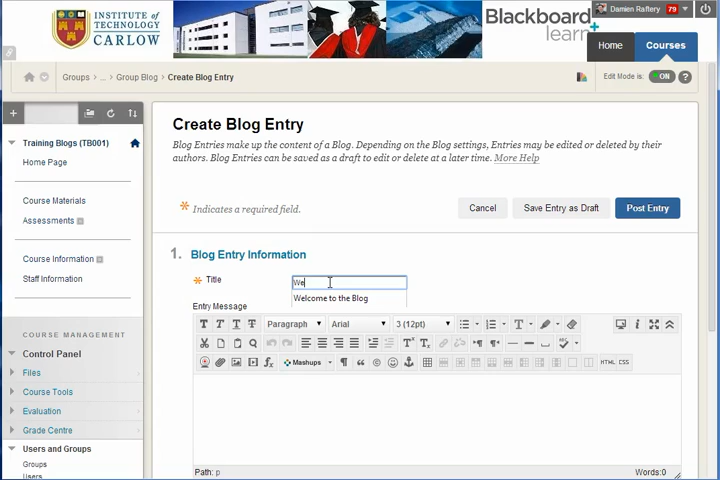 INSTITUTE of
TECHNOLOGY
CARLOW
Blackboard
learn+
Damien Raftery 79
Home
Courses
Groups > ... > Group Blog > Create Blog Entry
Edit Mode is: ON ?
Training Blogs (TB001)
Home Page
Course Materials
Assessments
Course Information
Staff Information
COURSE MANAGEMENT
Control Panel
Files
Course Tools
Evaluation
Grade Centre
Users and Groups
Groups
Users
Create Blog Entry
Blog Entries make up the content of a Blog. Depending on the Blog settings, Entries may be edited or deleted by their
authors. Blog Entries can be saved as a draft to edit or delete at a later time. More Help
* Indicates a required field.
Cancel
Save Entry as Draft
Post Entry
1. Blog Entry Information
* Title
We
Welcome to the Blog
Entry Message
T T T T Paragraph Arial 3 (12pt) T
Mashups ¶ HTML CSS
Path: p
Words:0